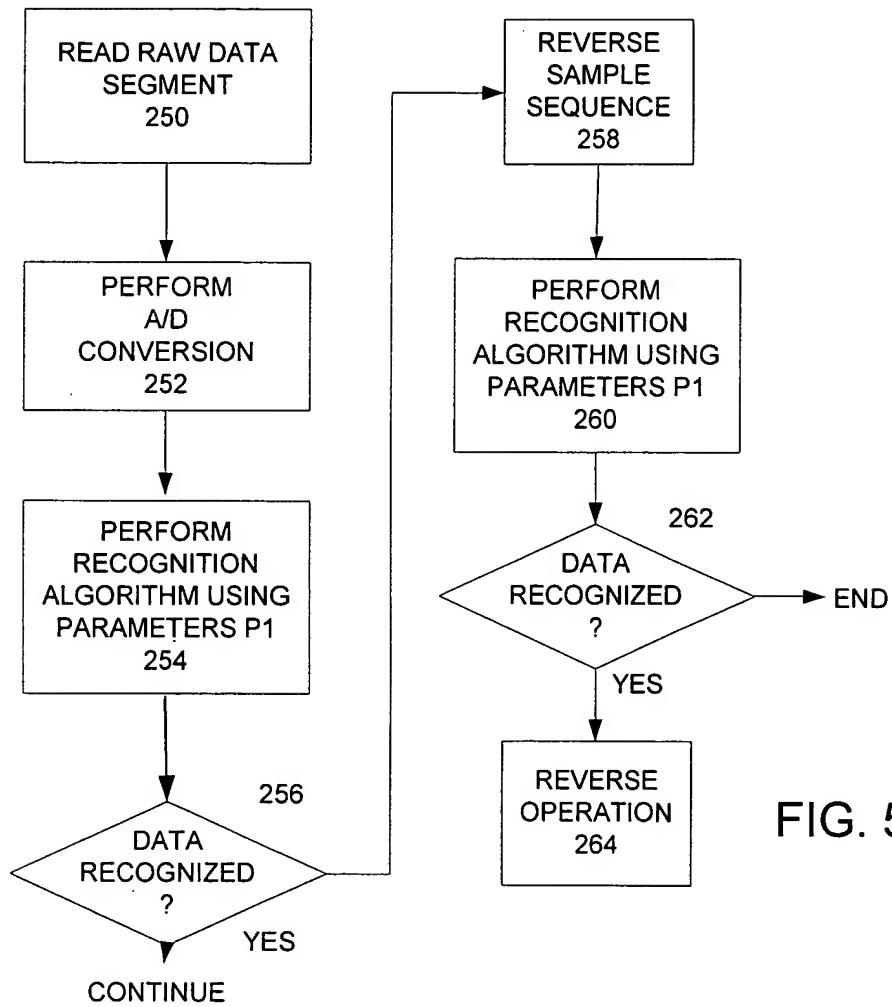 READ RAW DATA
SEGMENT
250
PERFORM
A/D
CONVERSION
252
PERFORM
RECOGNITION
ALGORITHM USING
PARAMETERS P1
254
256
DATA
RECOGNIZED
?
YES
CONTINUE
REVERSE
SAMPLE
SEQUENCE
258
PERFORM
RECOGNITION
ALGORITHM USING
PARAMETERS P1
260
262
DATA
RECOGNIZED
?
END
YES
REVERSE
OPERATION
264
FIG. 5